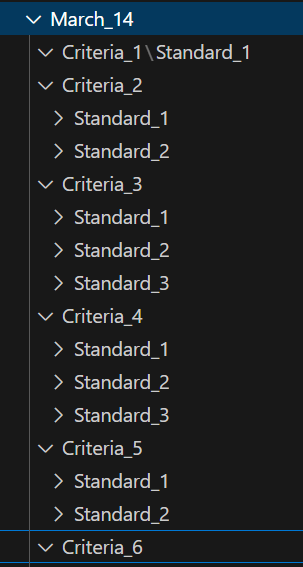 March_14
Criteria_1\Standard_1
Criteria_2
Standard_1
Standard_2
Criteria_3
Standard_1
Standard_2
Standard_3
Criteria_4
Standard_1
Standard_2
Standard_3
Criteria_5
Standard_1
Standard_2
Criteria_6